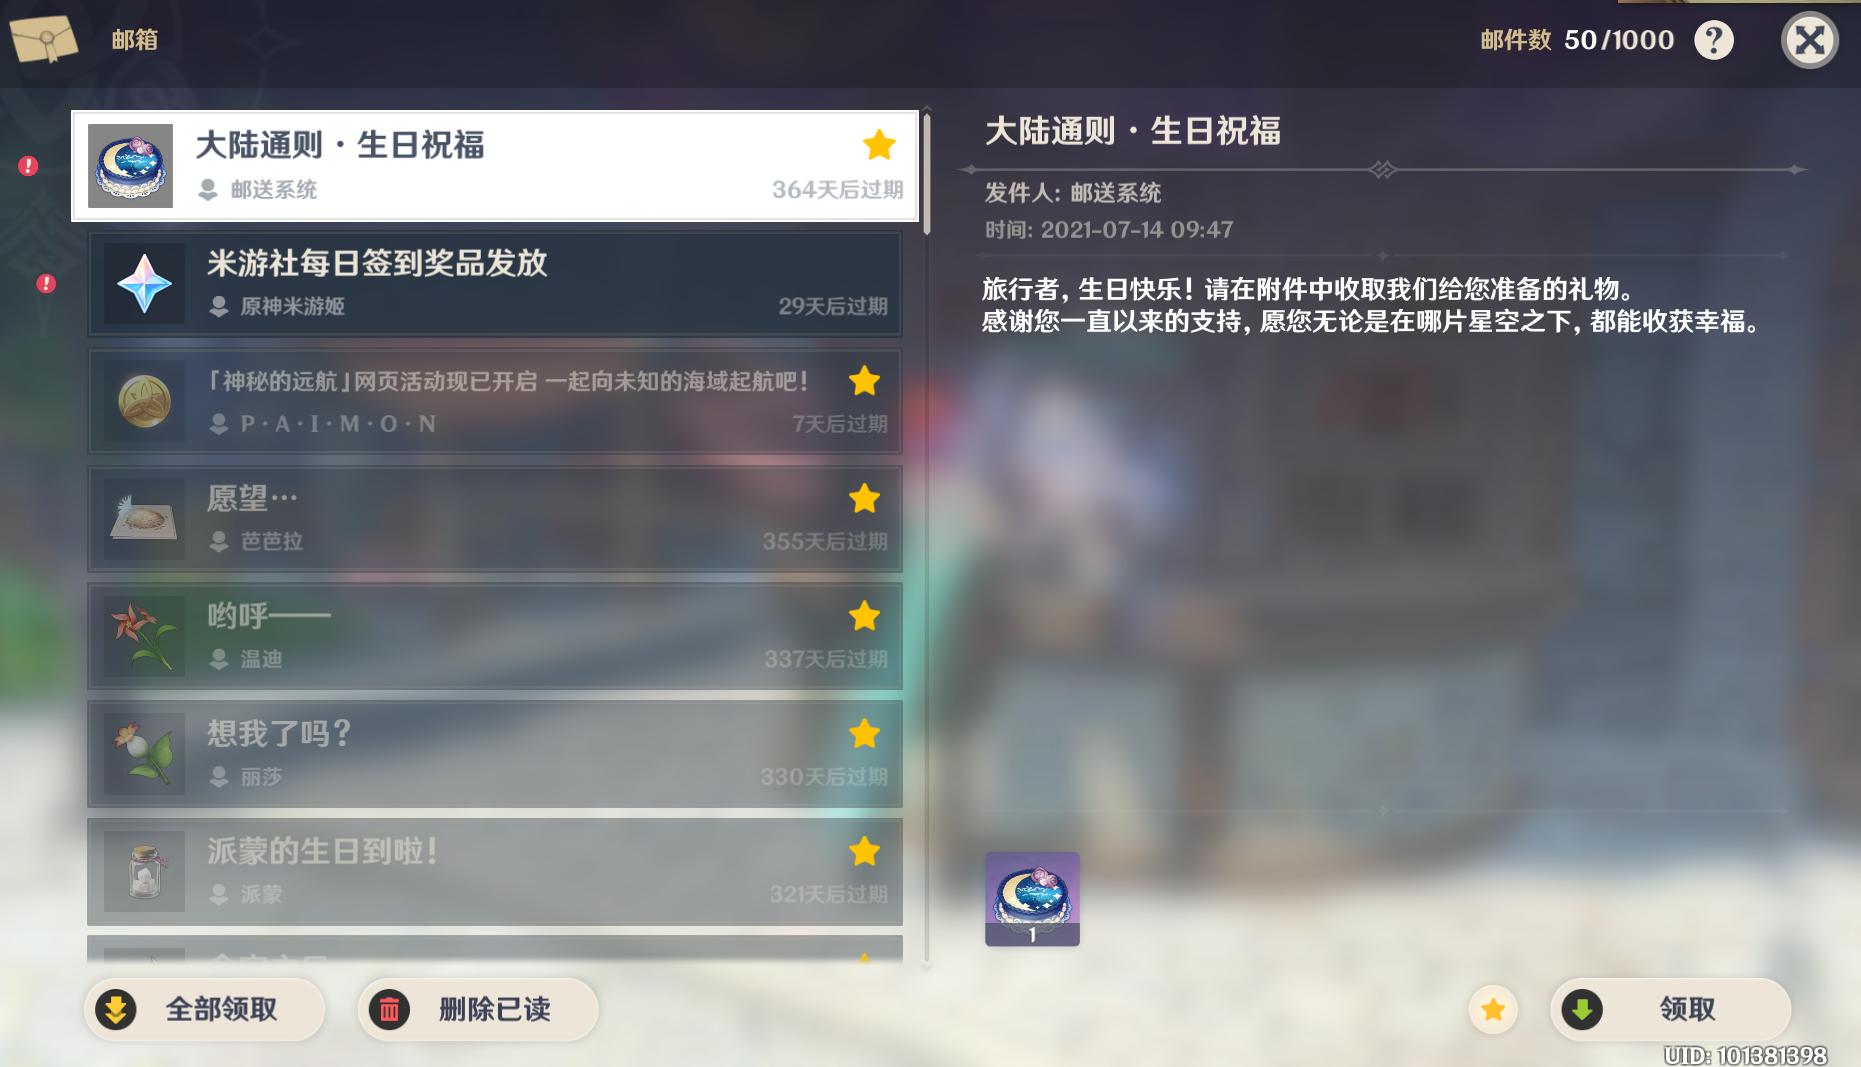 邮箱
邮件数 50/1000
?
大陆通则·生日祝福
邮送系统
364天后过期
米游社每日签到奖品发放
原神米游姬
29天后过期
「神秘的远航」网页活动现已开启 一起向未知的海域起航吧!
P·A·I·M·O·N
7天后过期
愿望…
芭芭拉
355天后过期
哟呼——
温迪
337天后过期
想我了吗?
丽莎
330天后过期
派蒙的生日到啦!
派蒙
321天后过期
全部领取
删除已读
大陆通则·生日祝福
发件人: 邮送系统
时间: 2021-07-14 09:47
旅行者, 生日快乐! 请在附件中收取我们给您准备的礼物。
感谢您一直以来的支持, 愿您无论是在哪片星空之下, 都能收获幸福。
1
领取
UID: 101381398